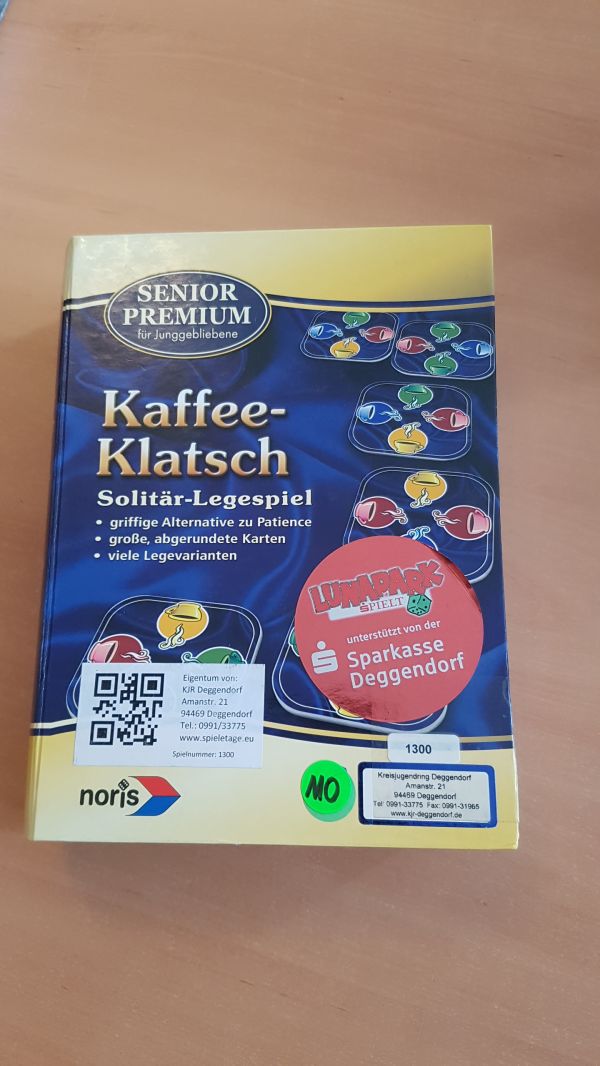 SENIOR
PREMIUM
für Junggebliebene
Kaffee-
Klatsch
Solitär-Legespiel
• griffige Alternative zu Patience
• große, abgerundete Karten
• viele Legevarianten
LUNAPARK
SPIELT
unterstützt von der
Sparkasse
Deggendorf
Eigentum von:
KJR Deggendorf
Amanstr. 21
94469 Deggendorf
Tel.: 0991/33775
www.spieletage.eu
Spielnummer: 1300
1300
noris
MO
Kreisjugendring Deggendorf
Amanstr. 21
94469 Deggendorf
Tel: 0991-33775 Fax: 0991-31965
www.kjr-deggendorf.de